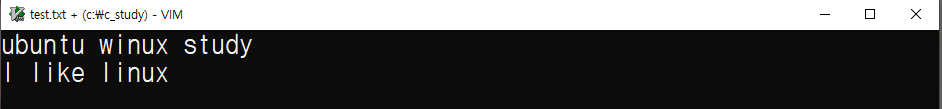 test.txt + (c:\c_study) - VIM
ubuntu winux study
I like linux